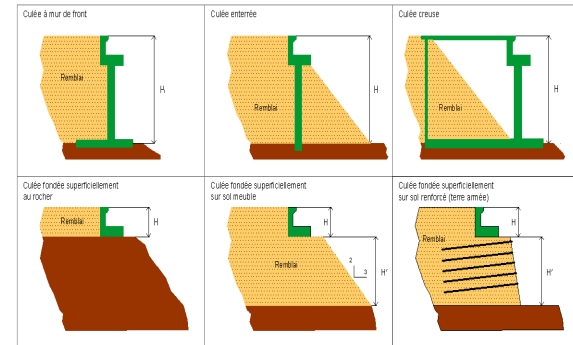 Culée à mur de front
Remblai
H
Culée enterrée
Remblai
H
Culée creuse
Remblai
H
Culée fondée superficiellement
au rocher
Remblai
H
Culée fondée superficiellement
sur sol meuble
H
Remblai
2
3
H'
Culée fondée superficiellement
sur sol renforcé (terre armée)
H
Remblai
H'